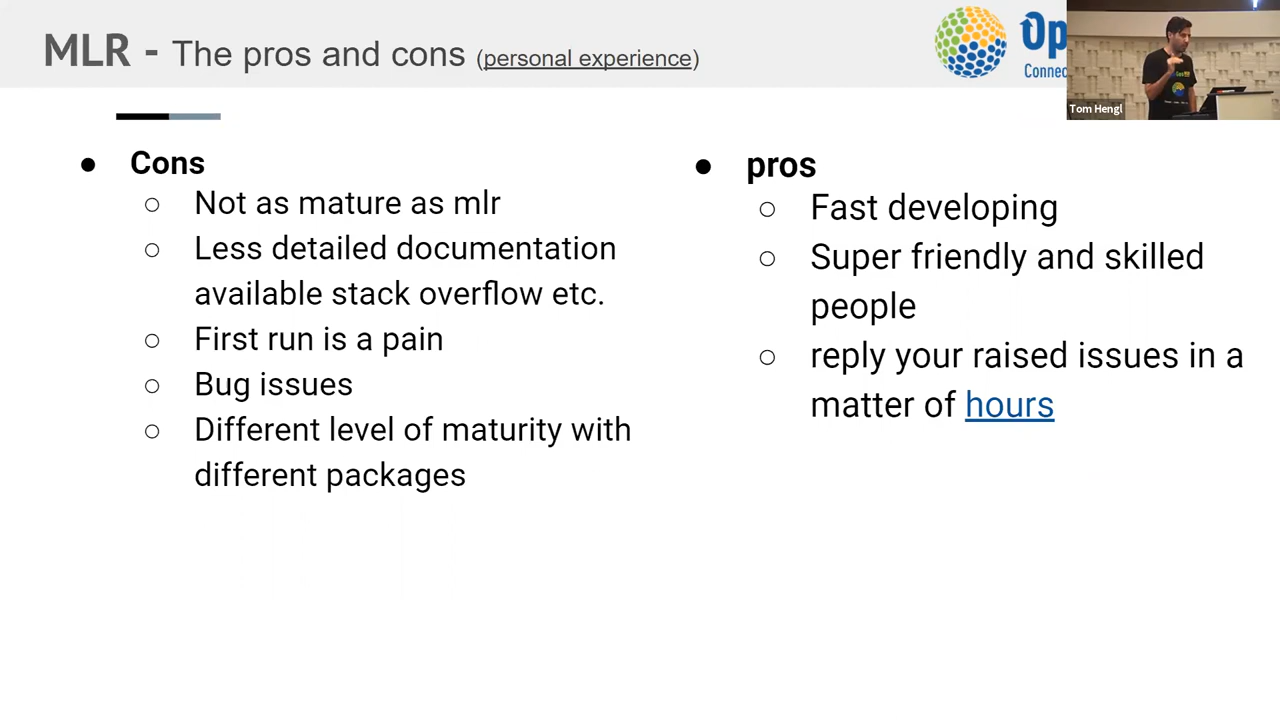 MLR - The pros and cons (personal experience)
Op
Connec
Tom Hengl
● Cons
○ Not as mature as mlr
○ Less detailed documentation
available stack overflow etc.
○ First run is a pain
○ Bug issues
○ Different level of maturity with
different packages
● pros
○ Fast developing
○ Super friendly and skilled
people
○ reply your raised issues in a
matter of hours